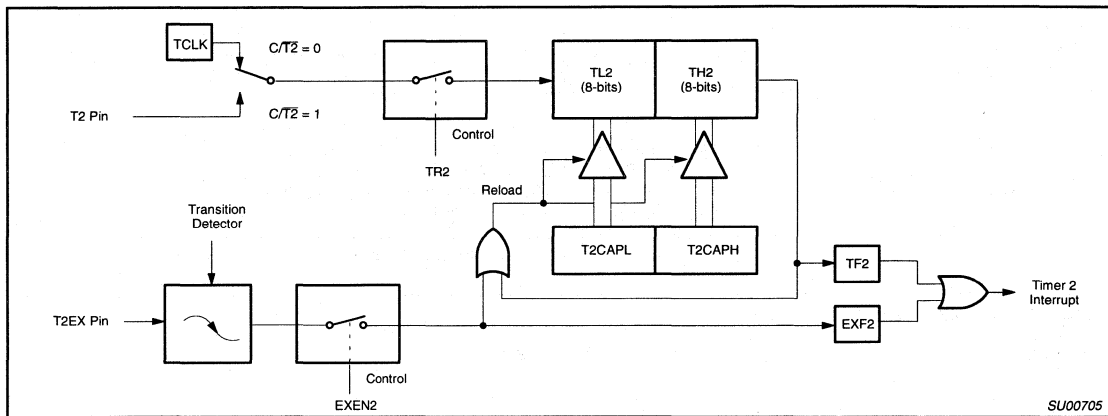 TCLK
C/T2 = 0
TL2
(8-bits)
TH2
(8-bits)
T2 Pin
C/T2 = 1
Control
TR2
Reload
Transition
Detector
T2CAPL
T2CAPH
TF2
Timer 2
Interrupt
T2EX Pin
EXF2
Control
EXEN2
SU00705